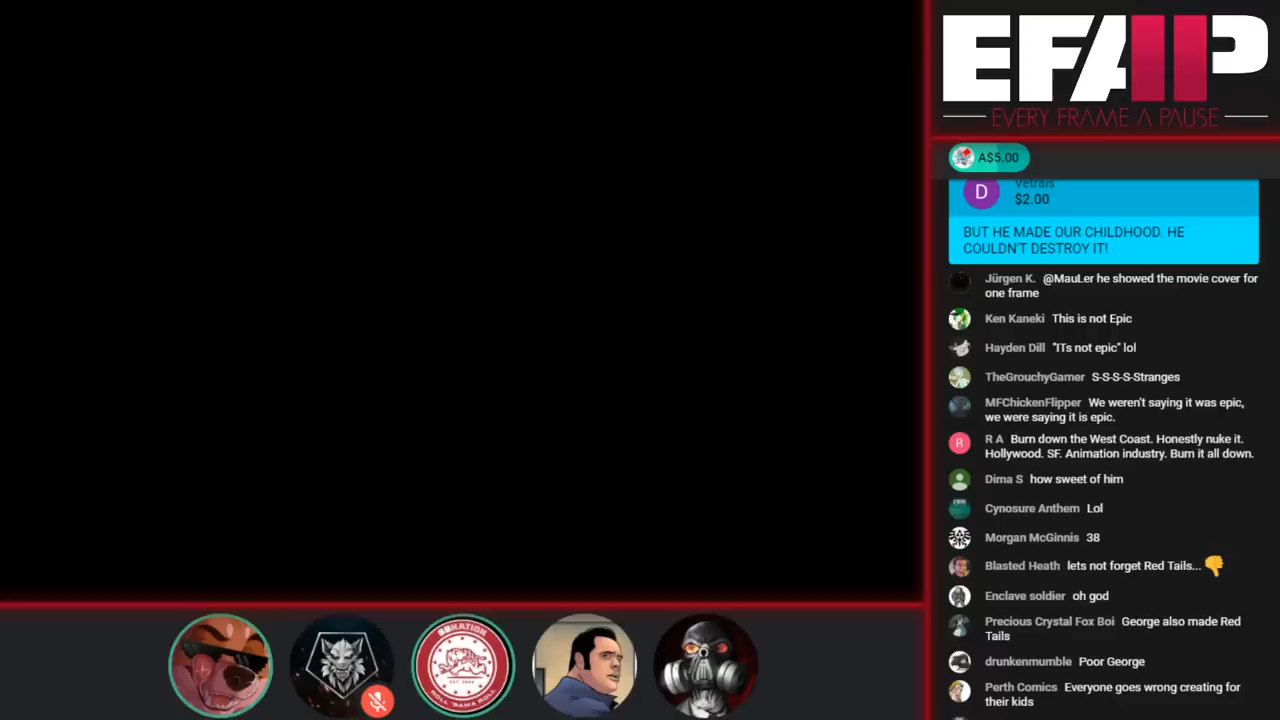 EFAP
EVERY FRAME A PAUSE
A$5.00
D
Vetrais
$2.00
BUT HE MADE OUR CHILDHOOD. HE
COULDN'T DESTROY IT!
Jürgen K. @MauLer he showed the movie cover for
one frame
Ken Kaneki This is not Epic
Hayden Dill "ITs not epic" lol
TheGrouchyGamer S-S-S-S-Stranges
MFChickenFlipper We weren't saying it was epic,
we were saying it is epic.
R
R A Burn down the West Coast. Honestly nuke it.
Hollywood. SF. Animation industry. Burn it all down.
Dima S how sweet of him
Cynosure Anthem Lol
Morgan McGinnis 38
Blasted Heath lets not forget Red Tails...
Enclave soldier oh god
Precious Crystal Fox Boi George also made Red
Tails
drunkenmumble Poor George
Perth Comics Everyone goes wrong creating for
their kids
BBNATION
ROLL 'BAMA ROLL